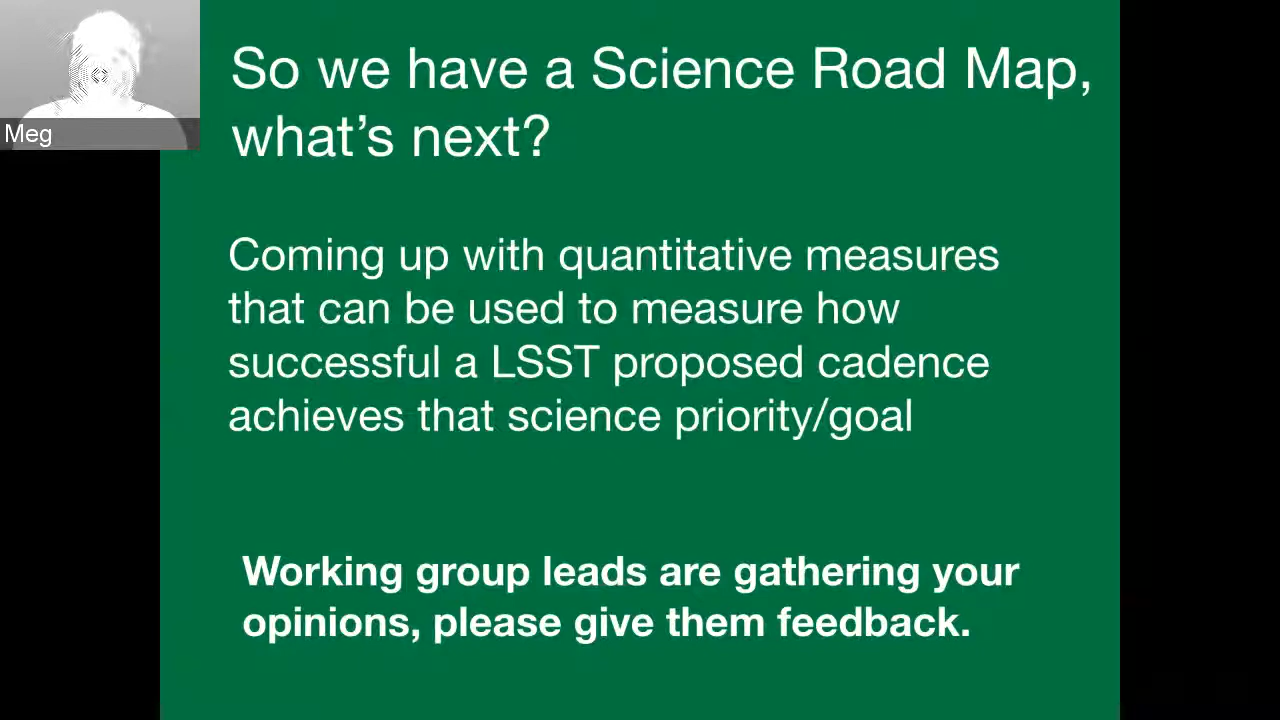 So we have a Science Road Map,
what's next?
Meg
Coming up with quantitative measures
that can be used to measure how
successful a LSST proposed cadence
achieves that science priority/goal
Working group leads are gathering your
opinions, please give them feedback.